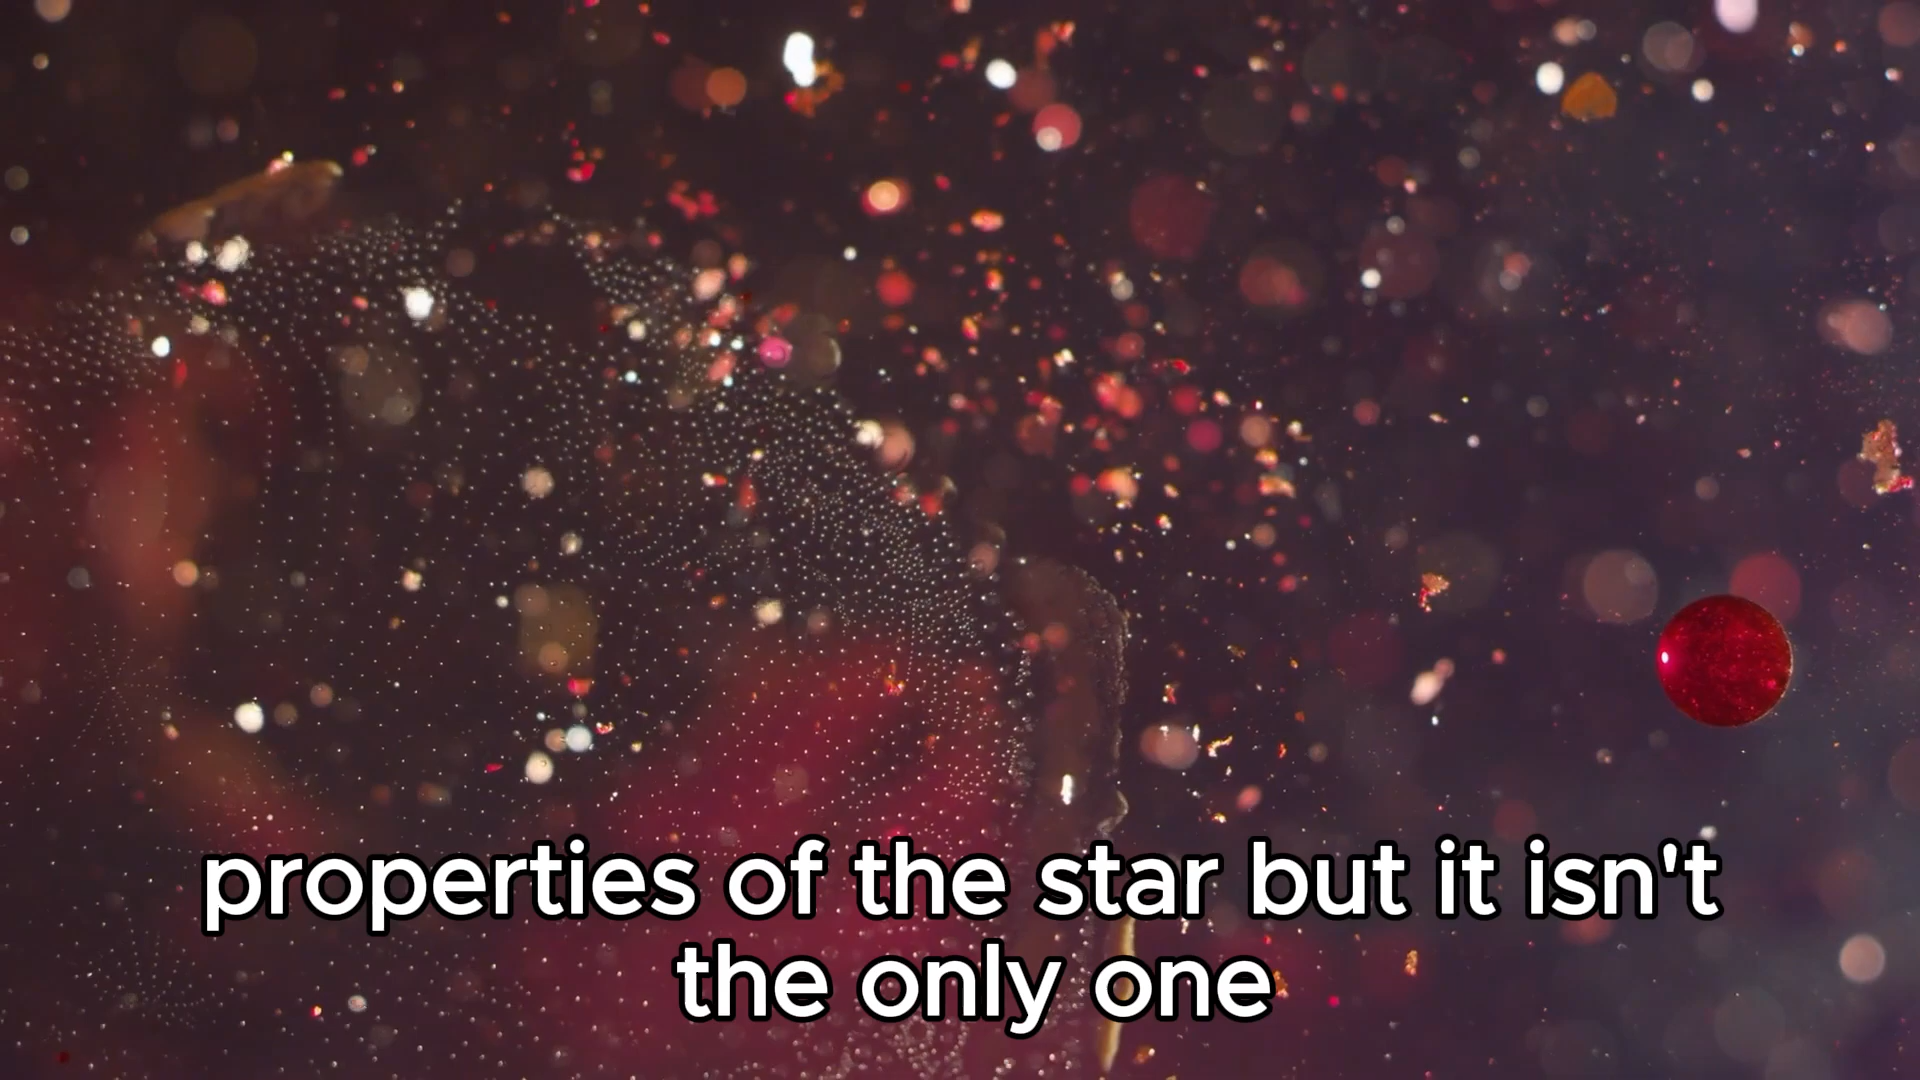 properties of the star but it isn't
the only one